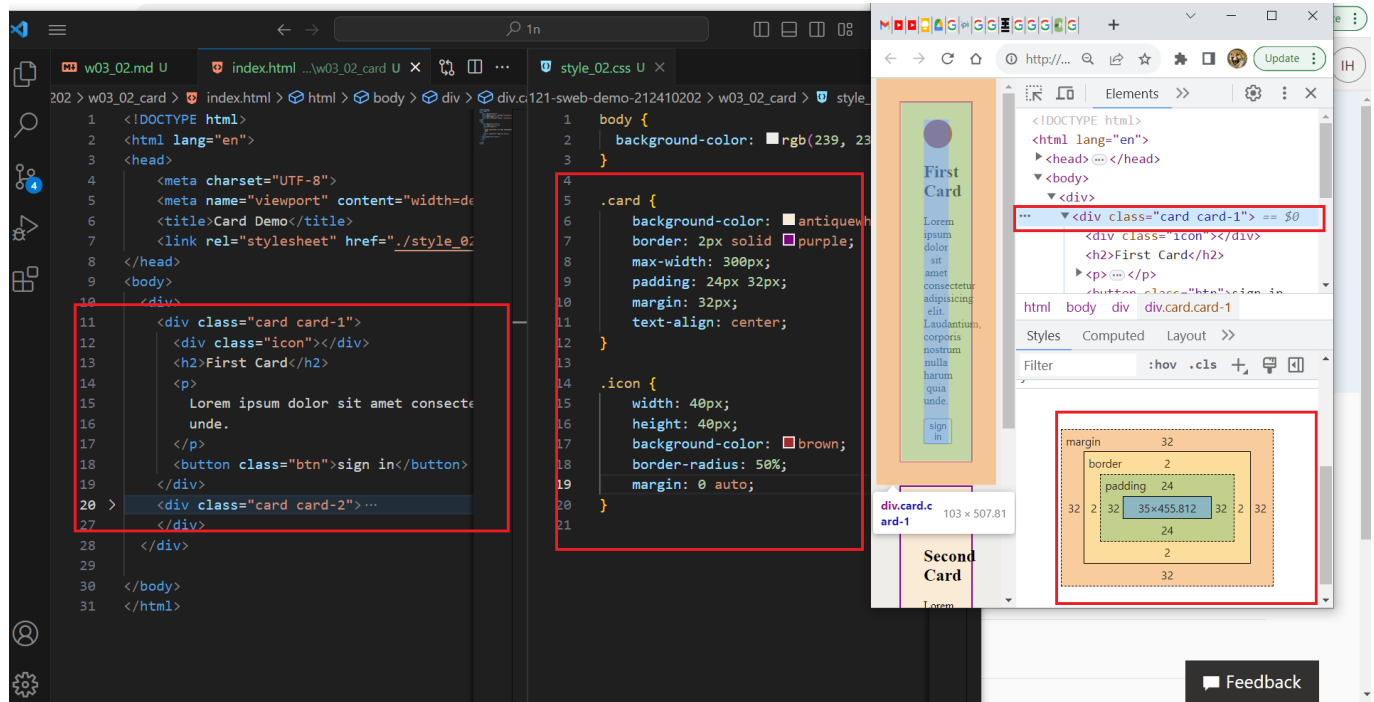 1n
w03_02.md U
index.html ...\w03_02_card U
style_02.css U
202 > w03_02_card > index.html > html > body > div > div.c
121-sweb-demo-212410202 > w03_02_card > style_
1 <!DOCTYPE html>
2 <html lang="en">
3 <head>
4 <meta charset="UTF-8">
5 <meta name="viewport" content="width=de
6 <title>Card Demo</title>
7 <link rel="stylesheet" href="./style_02
8 </head>
9 <body>
10 <div>
11 <div class="card card-1">
12 <div class="icon"></div>
13 <h2>First Card</h2>
14 <p>
15 Lorem ipsum dolor sit amet consecte
16 unde.
17 </p>
18 <button class="btn">sign in</button>
19 </div>
20 <div class="card card-2">…
27 </div>
28 </div>
29
30 </body>
31 </html>
4
1 body {
2 background-color: rgb(239, 23
3 }
4
5 .card {
6 background-color: antiquewh
7 border: 2px solid purple;
8 max-width: 300px;
9 padding: 24px 32px;
10 margin: 32px;
11 text-align: center;
12 }
13
14 .icon {
15 width: 40px;
16 height: 40px;
17 background-color: brown;
18 border-radius: 50%;
19 margin: 0 auto;
20 }
21
http://...
Update
IH
First
Card
Lorem
ipsum
dolor
sit
amet
consectetur
adipisicing
elit.
Laudantium,
corporis
nostrum
nulla
harum
quia
unde.
sign
in
div.card.c
ard-1
103 × 507.81
Second
Card
Lorem
Elements
<!DOCTYPE html>
<html lang="en">
<head>…</head>
<body>
<div>
<div class="card card-1"> == $0
<div class="icon"></div>
<h2>First Card</h2>
<p>…</p>
<button class="btn">sign in
html body div div.card.card-1
Styles Computed Layout
Filter :hov .cls
}
margin 32
border 2
padding 24
32 2 32 35×455.812 32 2 32
24
2
32
Feedback